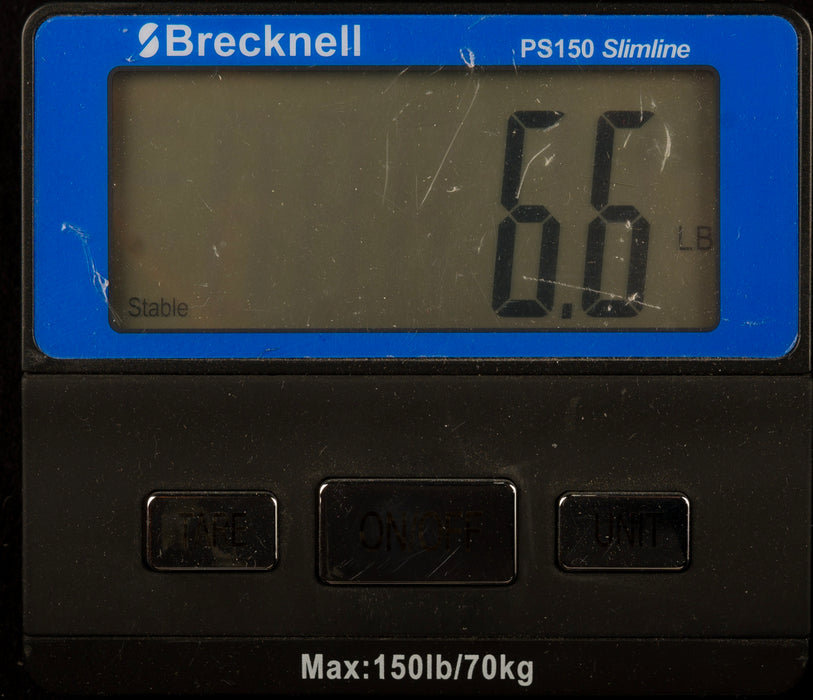 Brecknell PS150 Slimline
6.6 LB
Stable
TARE ON/OFF UNIT
Max:150lb/70kg